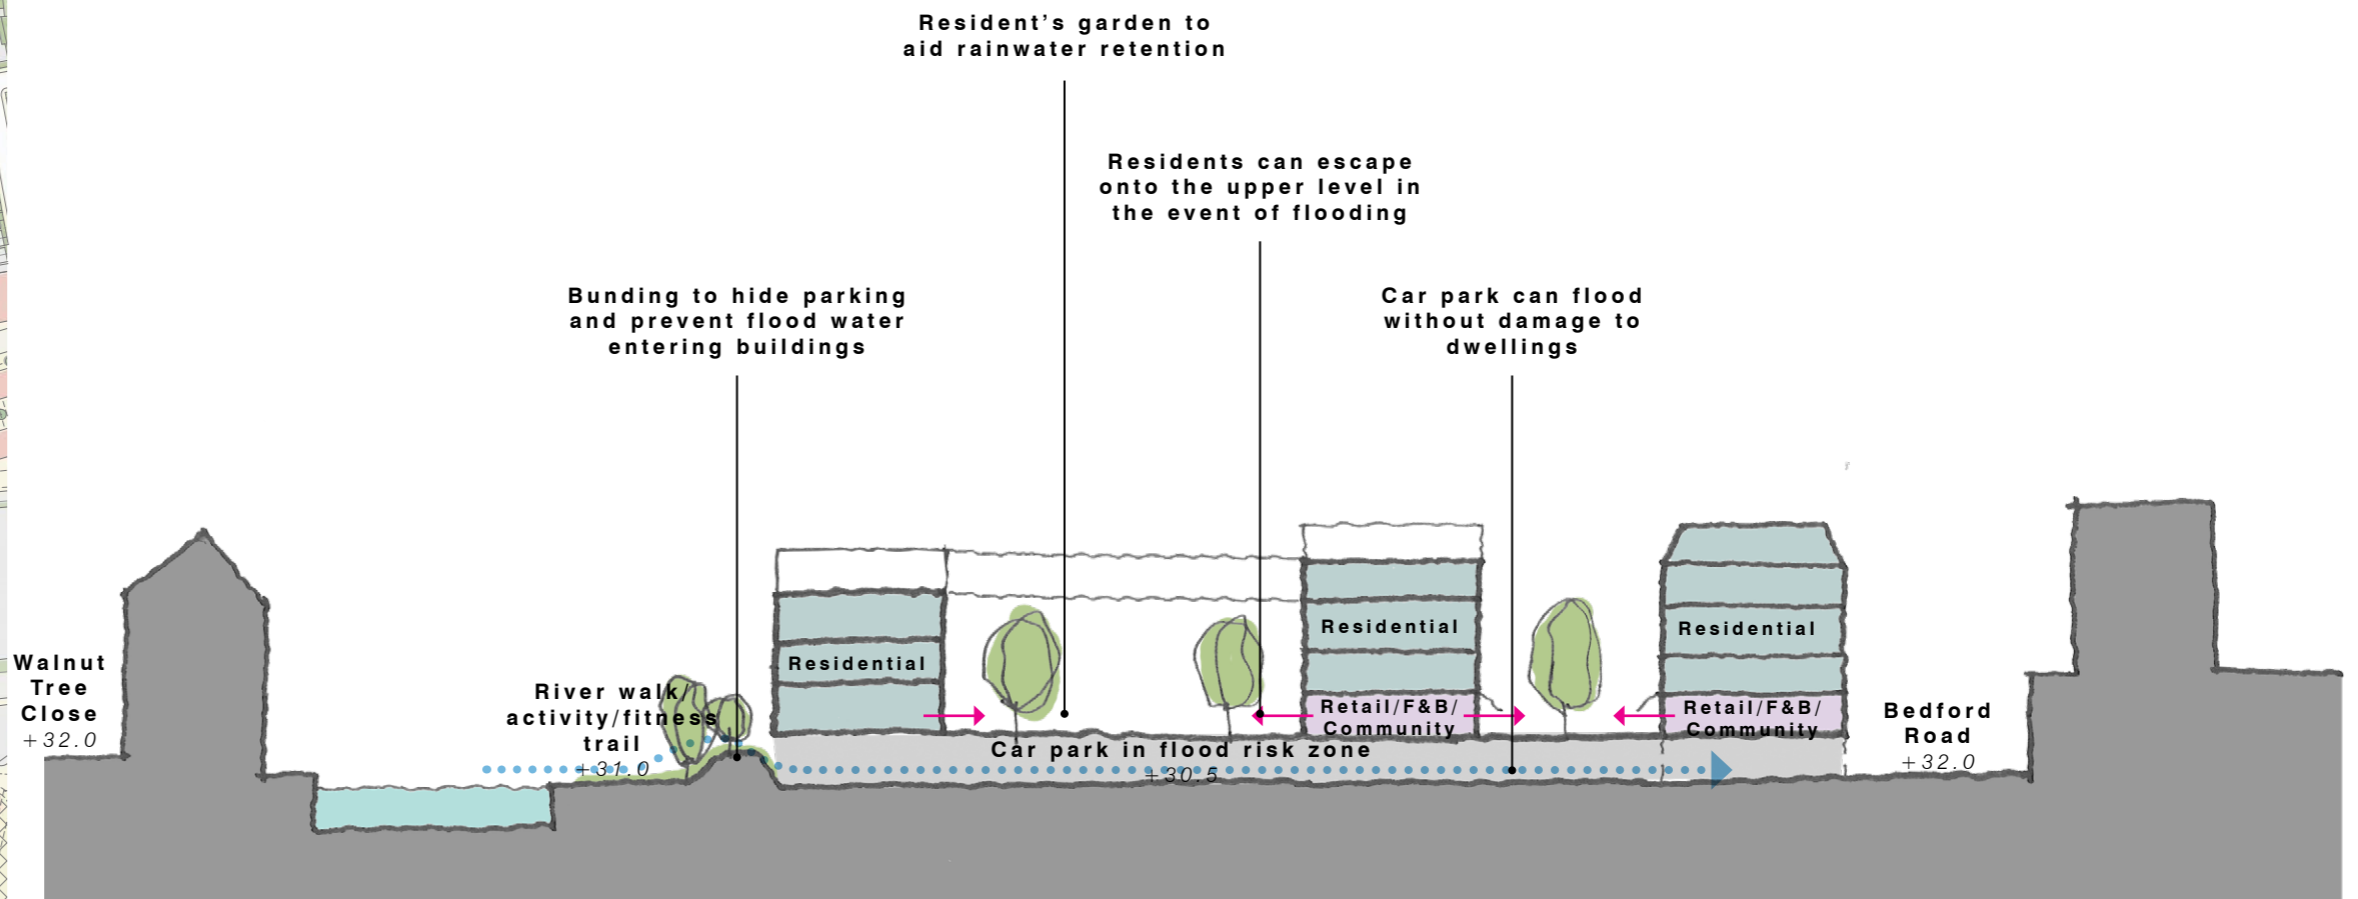 Resident’s garden to
aid rainwater retention
Residents can escape
onto the upper level in
the event of flooding
Bunding to hide parking
and prevent flood water
entering buildings
Car park can flood
without damage to
dwellings
Walnut
Tree
Close
+32.0
River walk/
activity/fitness
trail
+31.0
Residential
Residential
Retail/F&B/
Community
Residential
Retail/F&B/
Community
Car park in flood risk zone
+30.5
Bedford
Road
+32.0